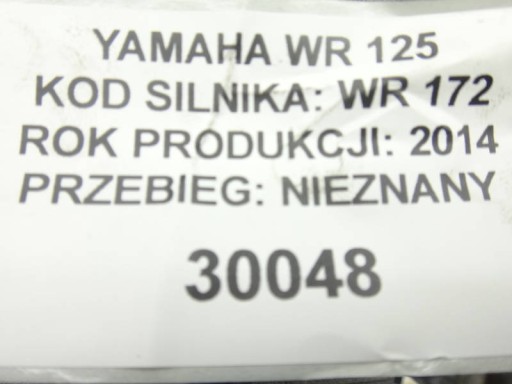 YAMAHA WR 125
KOD SILNIKA: WR 172
ROK PRODUKCJI: 2014
PRZEBIEG: NIEZNANY
30048